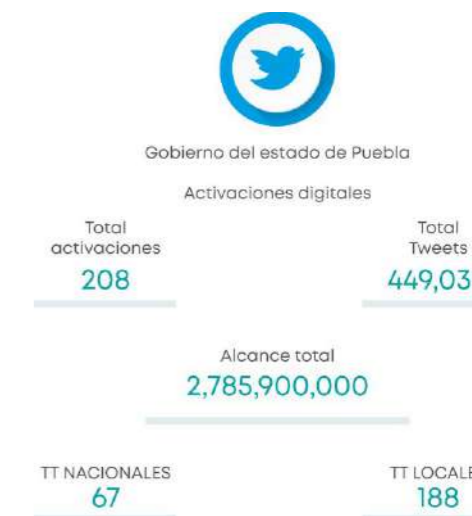 Gobierno del estado de Puebla
Activaciones digitales
Total
activaciones
208
Total
Tweets
449,03
Alcance total
2,785,900,000
TT NACIONALES
67
TT LOCALE
188